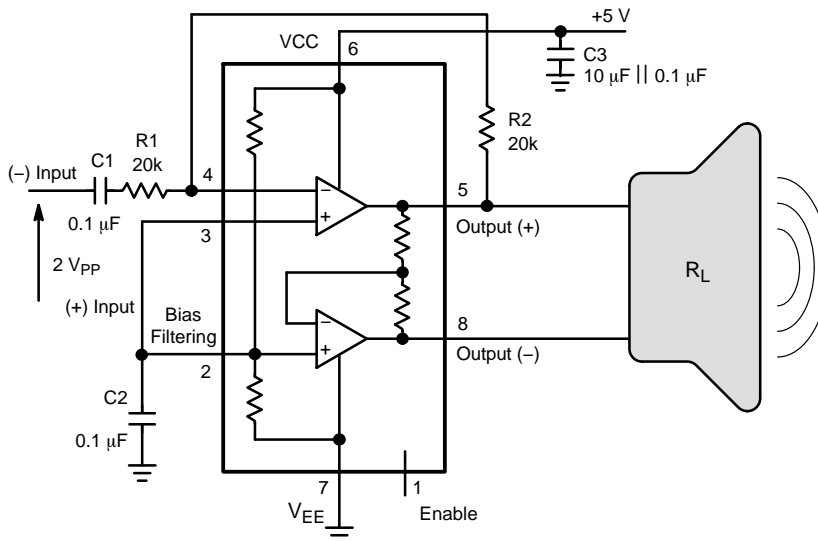 +5 V
VCC
6
C3
10 μF || 0.1 μF
R2
20k
R1
20k
C1
(–) Input
4
0.1 μF
5
Output (+)
3
2 VPP
RL
(+) Input
Bias
Filtering
8
2
Output (–)
C2
0.1 μF
7
1
VEE
Enable
–
+
–
+